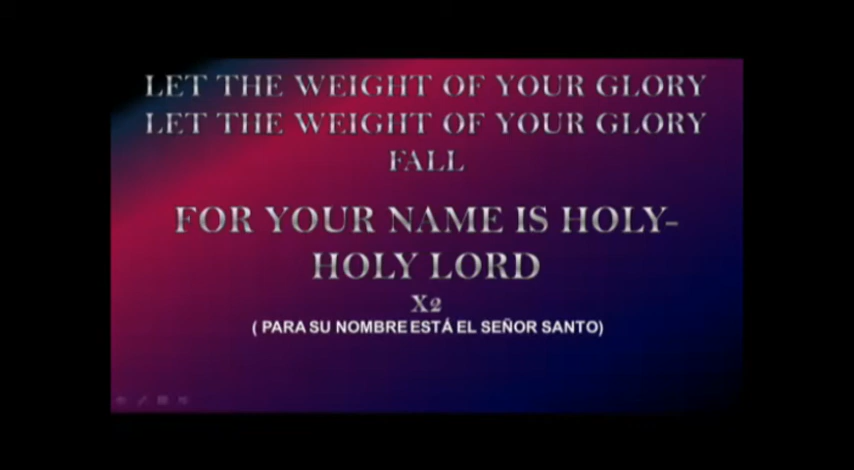 LET THE WEIGHT OF YOUR GLORY
LET THE WEIGHT OF YOUR GLORY
FALL
FOR YOUR NAME IS HOLY-
HOLY LORD
X2
( PARA SU NOMBRE ESTÁ EL SEÑOR SANTO)